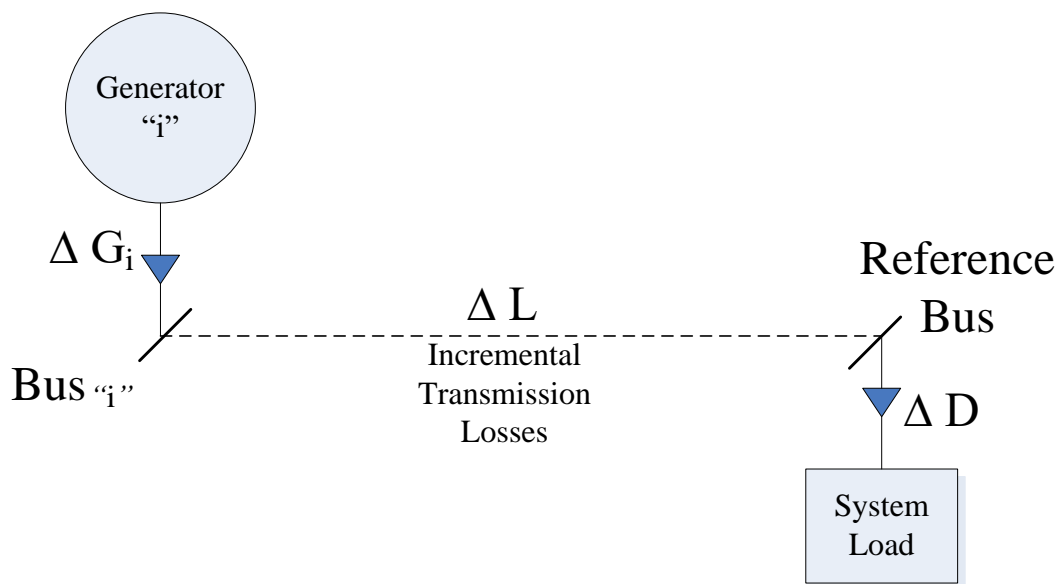 Generator
“i”
Δ Gi
Bus “i”
Δ L
Incremental
Transmission
Losses
Reference
Bus
Δ D
System
Load